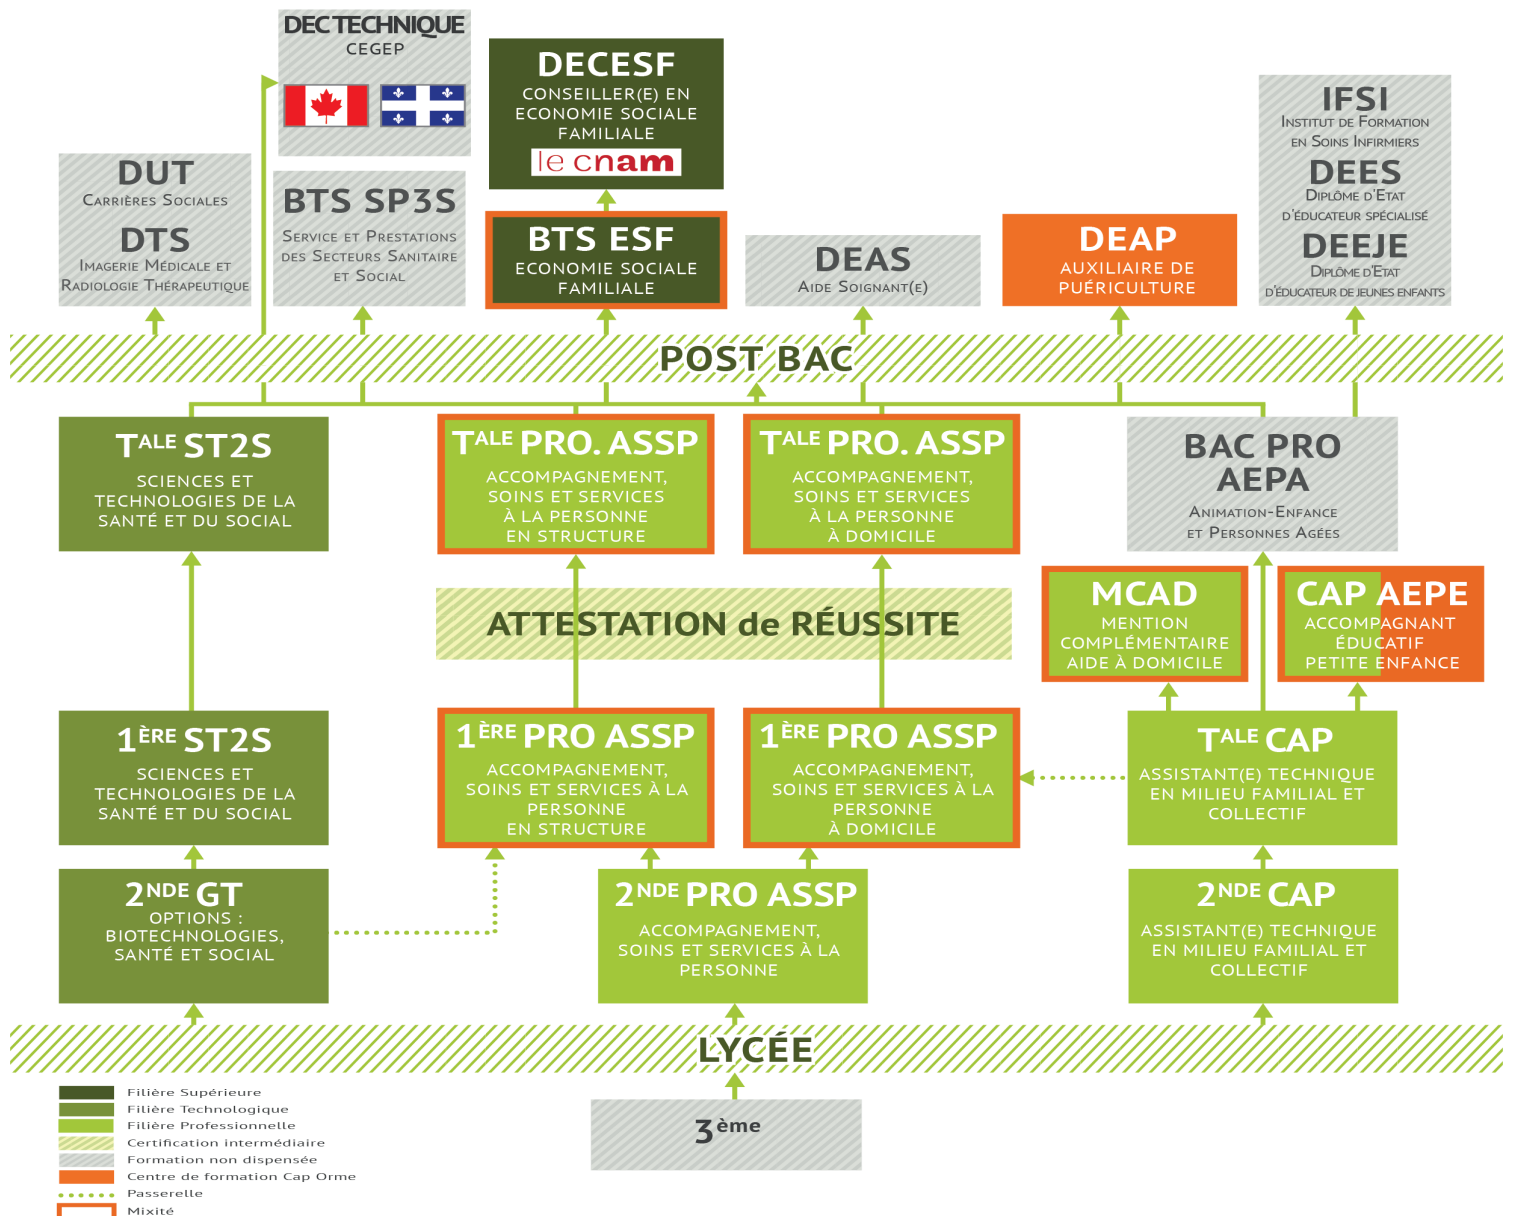 DEC TECHNIQUE
CEGEP
DECESF
CONSEILLER(E) EN
ECONOMIE SOCIALE
FAMILIALE
le cnam
IFSI
Institut de Formation
en Soins Infirmiers
DEES
Diplôme d'Etat
d'éducateur spécialisé
DEEJE
Diplôme d'Etat
d'éducateur de jeunes enfants
DUT
Carrières Sociales
DTS
Imagerie Médicale et
Radiologie Thérapeutique
BTS SP3S
Service et Prestations
des Secteurs Sanitaire
et Social
BTS ESF
ECONOMIE SOCIALE
FAMILIALE
DEAS
Aide Soignant(e)
DEAP
AUXILIAIRE DE
PUÉRICULTURE
POST BAC
TALE ST2S
SCIENCES ET
TECHNOLOGIES DE LA
SANTÉ ET DU SOCIAL
TALE PRO. ASSP
ACCOMPAGNEMENT,
SOINS ET SERVICES
À LA PERSONNE
EN STRUCTURE
TALE PRO. ASSP
ACCOMPAGNEMENT,
SOINS ET SERVICES
À LA PERSONNE
À DOMICILE
BAC PRO
AEPA
Animation-Enfance
et Personnes Agées
ATTESTATION de RÉUSSITE
MCAD
MENTION
COMPLÉMENTAIRE
AIDE À DOMICILE
CAP AEPE
ACCOMPAGNANT
ÉDUCATIF
PETITE ENFANCE
1ÈRE ST2S
SCIENCES ET
TECHNOLOGIES DE LA
SANTÉ ET DU SOCIAL
1ÈRE PRO ASSP
ACCOMPAGNEMENT,
SOINS ET SERVICES À LA
PERSONNE
EN STRUCTURE
1ÈRE PRO ASSP
ACCOMPAGNEMENT,
SOINS ET SERVICES À LA
PERSONNE
À DOMICILE
TALE CAP
ASSISTANT(E) TECHNIQUE
EN MILIEU FAMILIAL ET
COLLECTIF
2NDE GT
OPTIONS :
BIOTECHNOLOGIES,
SANTÉ ET SOCIAL
2NDE PRO ASSP
ACCOMPAGNEMENT,
SOINS ET SERVICES À LA
PERSONNE
2NDE CAP
ASSISTANT(E) TECHNIQUE
EN MILIEU FAMILIAL ET
COLLECTIF
LYCÉE
3ème
Filière Supérieure
Filière Technologique
Filière Professionnelle
Certification intermédiaire
Formation non dispensée
Centre de formation Cap Orme
Passerelle
Mixité